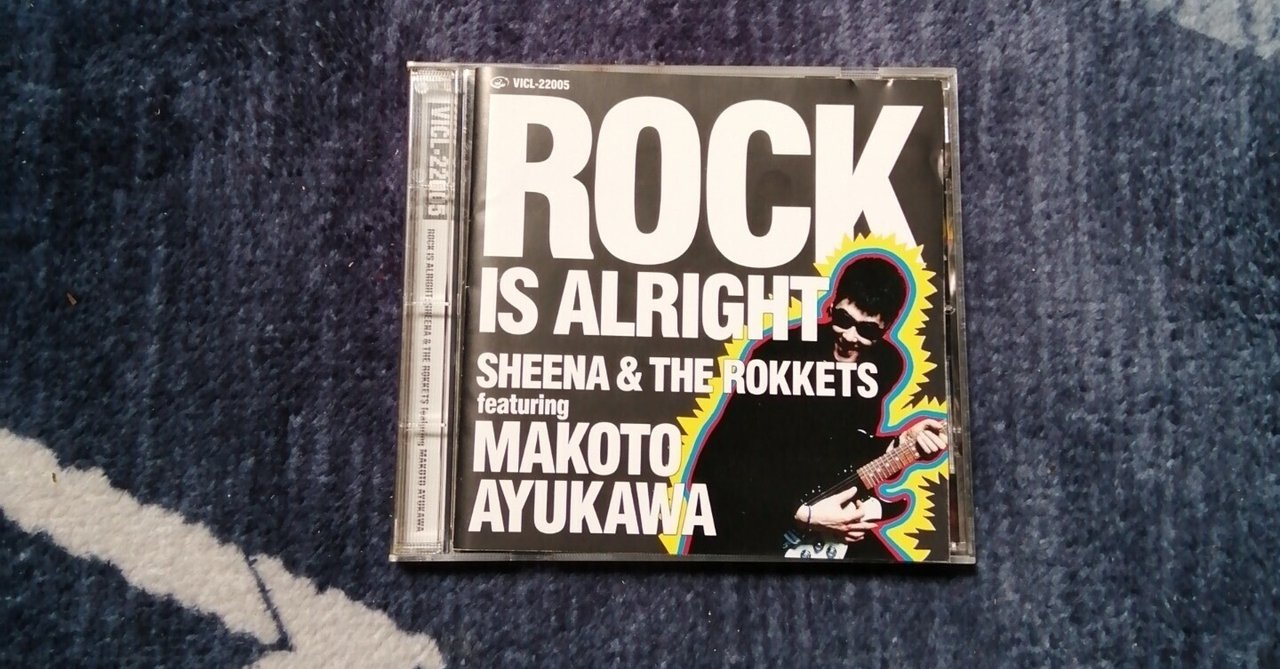 VICL-22005
ROCK
IS ALRIGHT
SHEENA & THE ROKKETS
featuring
MAKOTO
AYUKAWA
VICL-22005
ROCK IS ALRIGHT SHEENA & THE ROKKETS featuring MAKOTO AYUKAWA